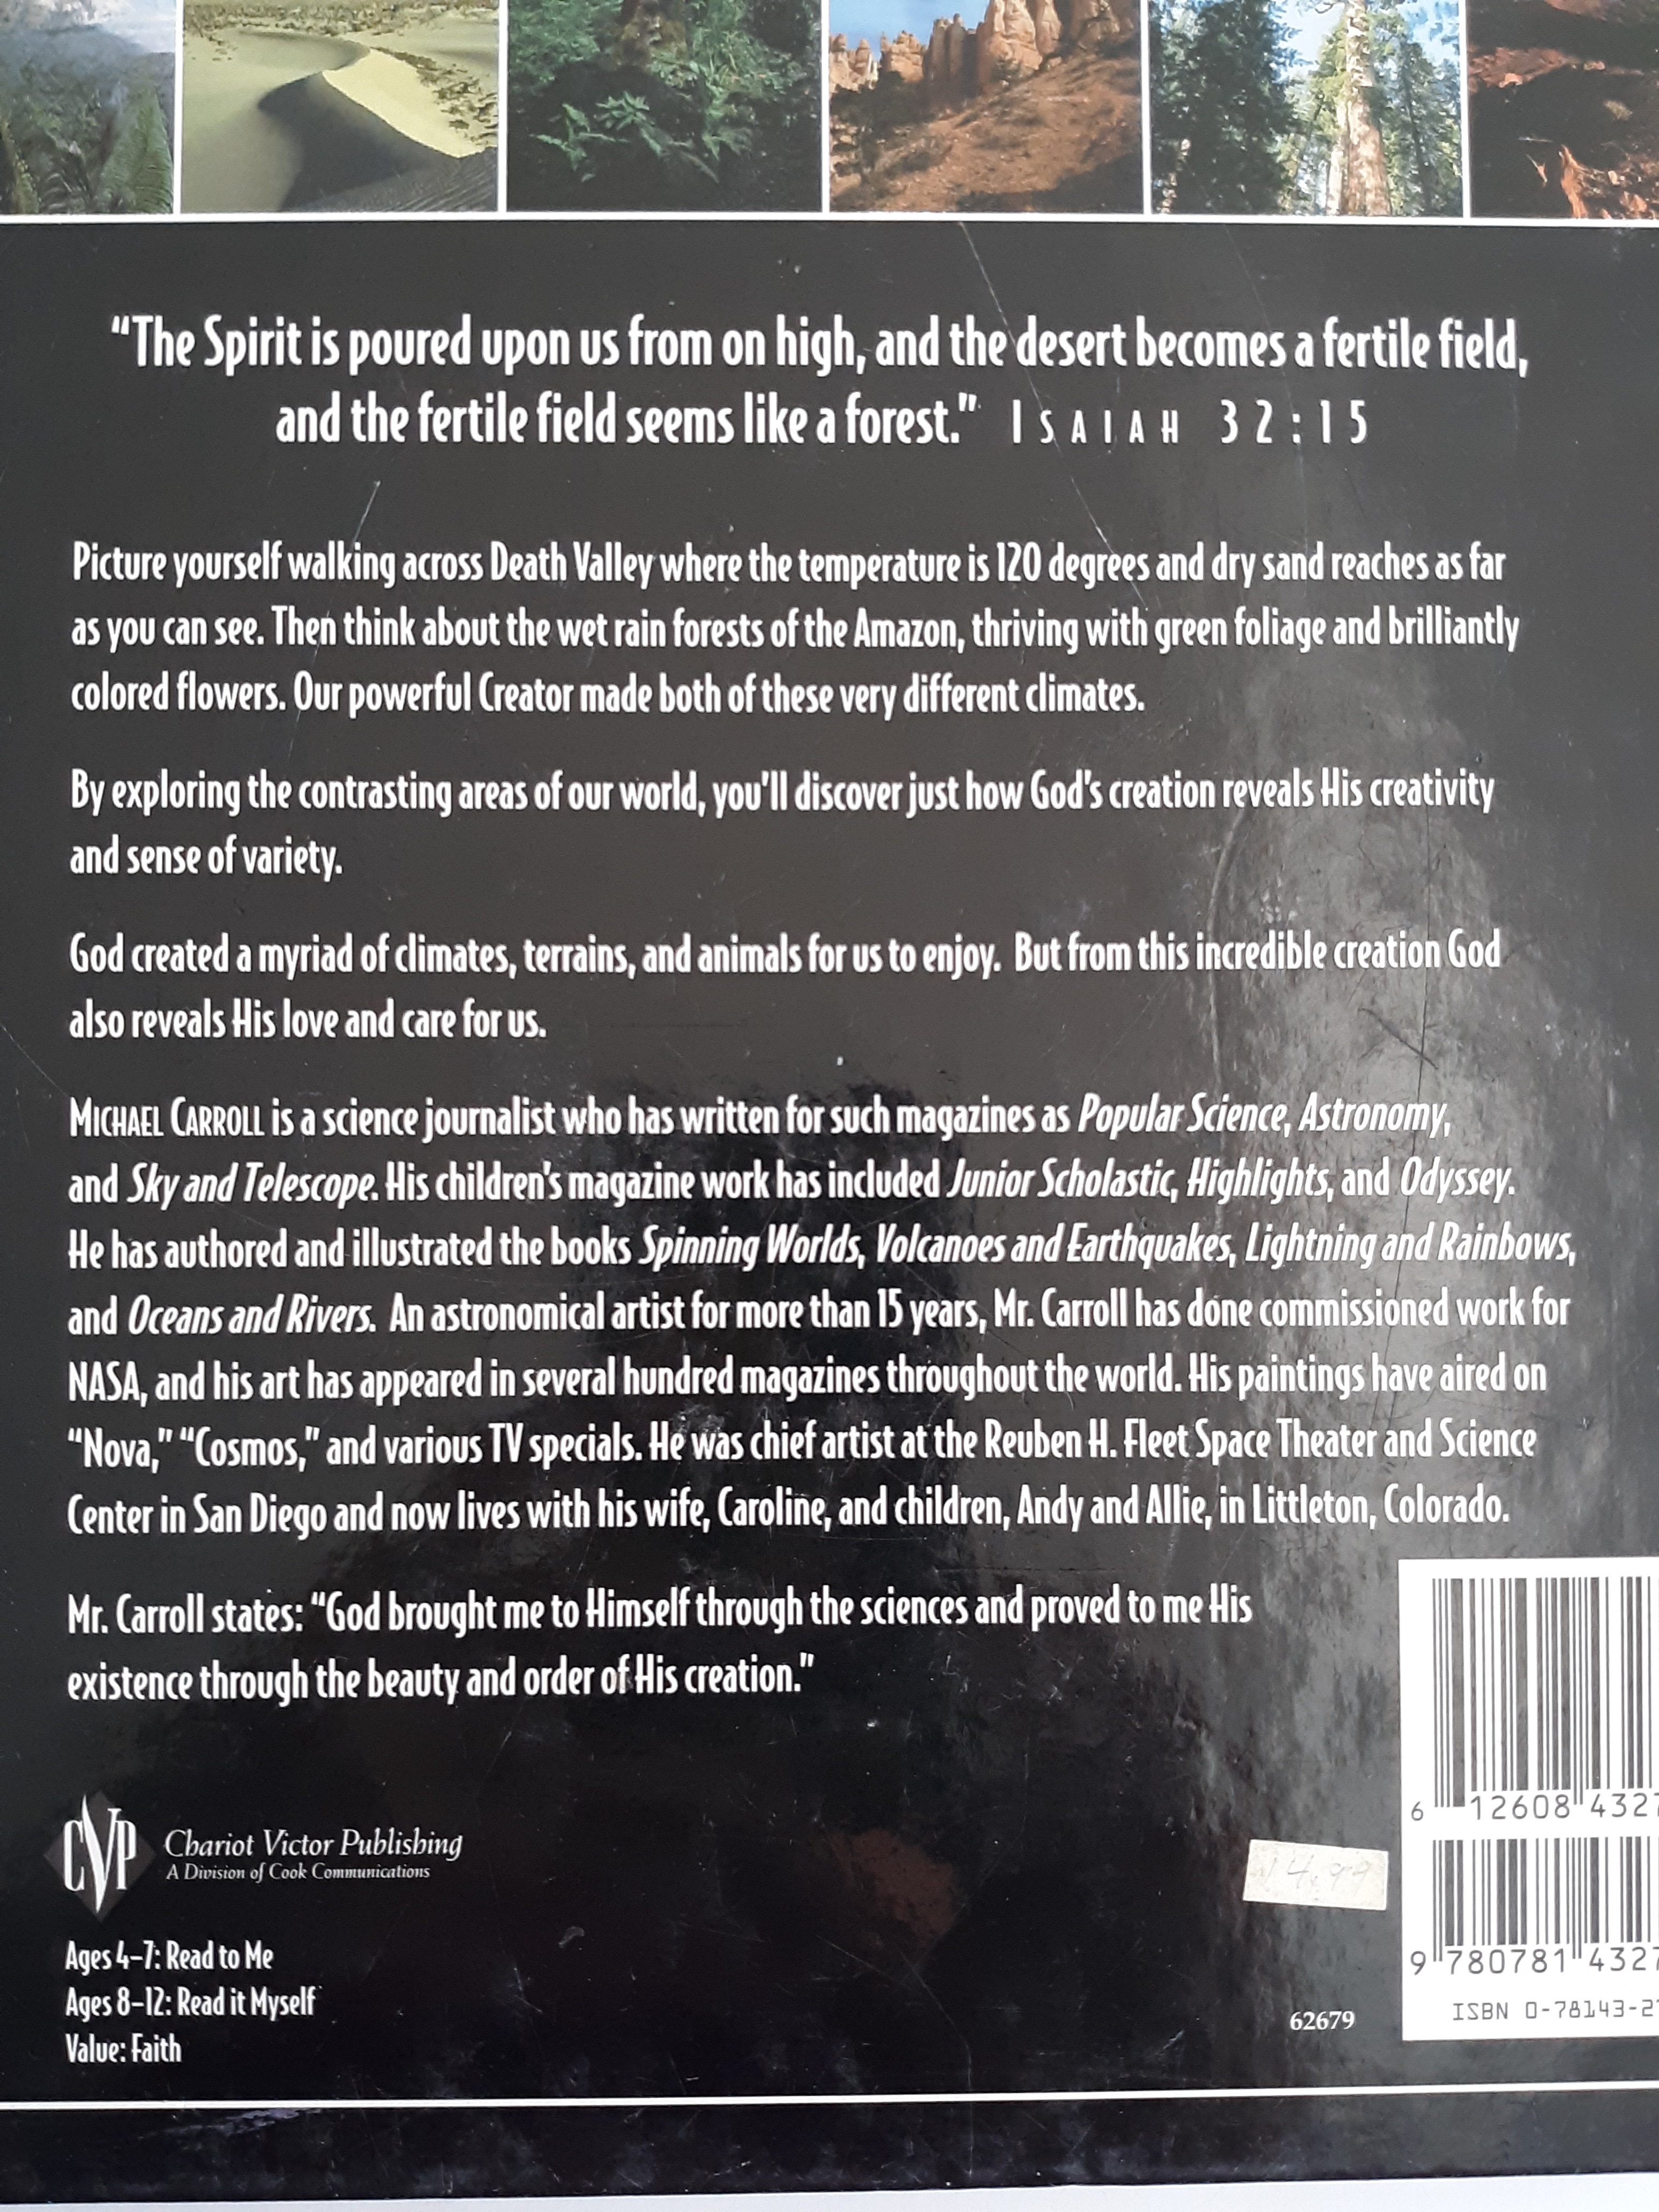 “The Spirit is poured upon us from on high, and the desert becomes a fertile field,
and the fertile field seems like a forest.” ISAIAH 32:15
Picture yourself walking across Death Valley where the temperature is 120 degrees and dry sand reaches as far
as you can see. Then think about the wet rain forests of the Amazon, thriving with green foliage and brilliantly
colored flowers. Our powerful Creator made both of these very different climates.
By exploring the contrasting areas of our world, you'll discover just how God's creation reveals His creativity
and sense of variety.
God created a myriad of climates, terrains, and animals for us to enjoy. But from this incredible creation God
also reveals His love and care for us.
MICHAEL CARROLL is a science journalist who has written for such magazines as Popular Science, Astronomy,
and Sky and Telescope. His children's magazine work has included Junior Scholastic, Highlights, and Odyssey.
He has authored and illustrated the books Spinning Worlds, Volcanoes and Earthquakes, Lightning and Rainbows,
and Oceans and Rivers. An astronomical artist for more than 15 years, Mr. Carroll has done commissioned work for
NASA, and his art has appeared in several hundred magazines throughout the world. His paintings have aired on
“Nova,” “Cosmos,” and various TV specials. He was chief artist at the Reuben H. Fleet Space Theater and Science
Center in San Diego and now lives with his wife, Caroline, and children, Andy and Allie, in Littleton, Colorado.
Mr. Carroll states: “God brought me to Himself through the sciences and proved to me His
existence through the beauty and order of His creation.”
6 12608 4327
CVP Chariot Victor Publishing
A Division of Cook Communications
4.99
9 780781 4327
Ages 4–7: Read to Me
Ages 8–12: Read it Myself
Value: Faith
62679
ISBN 0-78143-2